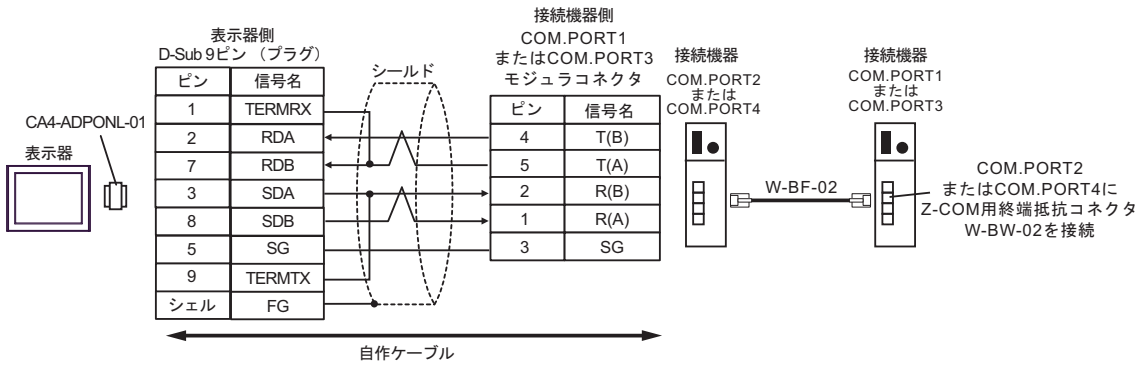 表示器側
D-Sub 9ピン （プラグ）
ピン 信号名
1 TERMRX
2 RDA
7 RDB
3 SDA
8 SDB
5 SG
9 TERMTX
シェル FG
CA4-ADPONL-01
表示器
シールド
接続機器側
COM.PORT1
またはCOM.PORT3
モジュラコネクタ
ピン 信号名
4 T(B)
5 T(A)
2 R(B)
1 R(A)
3 SG
自作ケーブル
接続機器
COM.PORT2
または
COM.PORT4
W-BF-02
接続機器
COM.PORT1
または
COM.PORT3
COM.PORT2
またはCOM.PORT4に
Z-COM用終端抵抗コネクタ
W-BW-02を接続